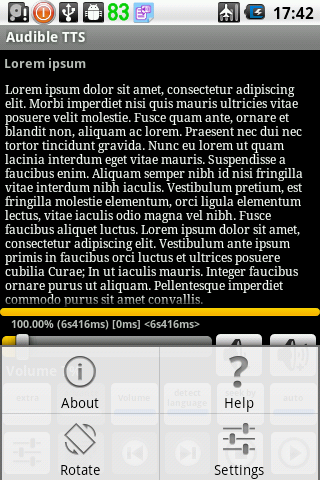 83 17:42
Audible TTS
Lorem ipsum
Lorem ipsum dolor sit amet, consectetur adipiscing
elit. Morbi imperdiet nisi quis mauris ultricies vitae
posuere velit molestie. Fusce quam ante, ornare et
blandit non, aliquam ac lorem. Praesent nec dui nec
tortor tincidunt gravida. Nunc eu lorem ut quam
lacinia interdum eget vitae mauris. Suspendisse a
faucibus enim. Aliquam semper nibh id nisi fringilla
vitae interdum nibh iaculis. Vestibulum pretium, est
fringilla molestie elementum, orci ligula elementum
lectus, vitae iaculis odio magna vel nibh. Fusce
faucibus aliquet luctus. Lorem ipsum dolor sit amet,
consectetur adipiscing elit. Vestibulum ante ipsum
primis in faucibus orci luctus et ultrices posuere
cubilia Curae; In ut iaculis mauris. Integer faucibus
ornare purus ut aliquam. Pellentesque imperdiet
commodo purus sit amet convallis.
100.00% (6s416ms) [0ms] <6s416ms>
Volume
extra volume detect language auto
About Help
Rotate Settings